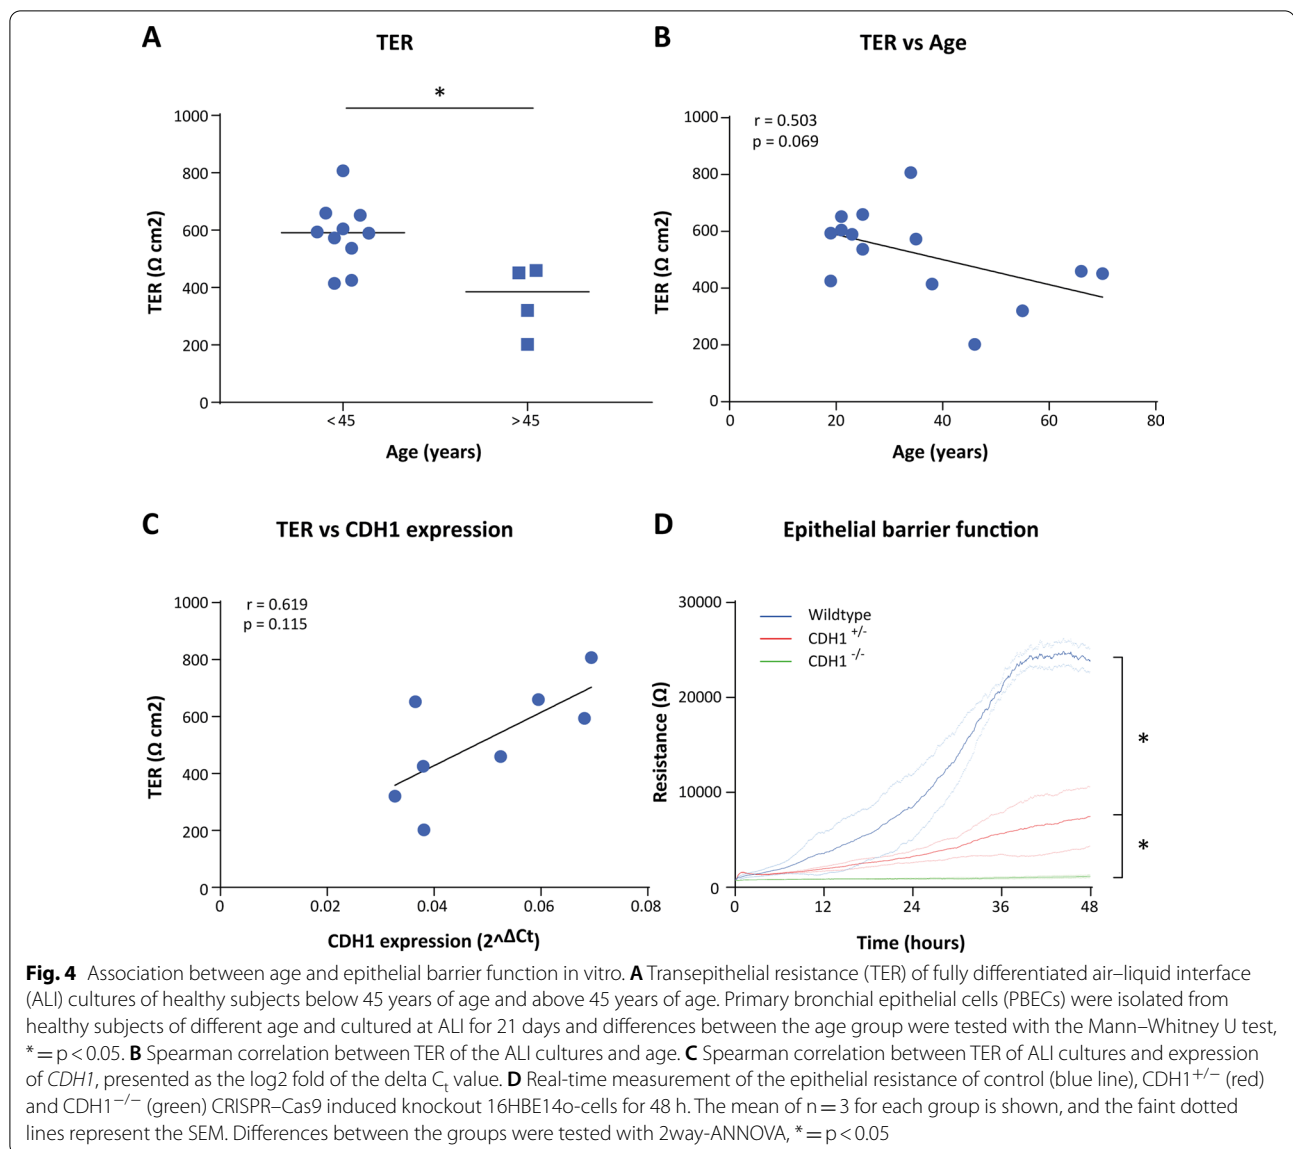 A
TER
*
1000
800
600
400
200
0
TER (Ω cm2)
<45
>45
Age (years)
B
TER vs Age
r = 0.503
p = 0.069
1000
800
600
400
200
0
TER (Ω cm2)
0
20
40
60
80
Age (years)
C
TER vs CDH1 expression
r = 0.619
p = 0.115
1000
800
600
400
200
0
TER (Ω cm2)
0
0.02
0.04
0.06
0.08
CDH1 expression (2^ΔCt)
D
Epithelial barrier function
Wildtype
CDH1 +/-
CDH1 -/-
30000
20000
10000
0
Resistance (Ω)
0
12
24
36
48
Time (hours)
*
*
Fig. 4 Association between age and epithelial barrier function in vitro. A Transepithelial resistance (TER) of fully differentiated air–liquid interface
(ALI) cultures of healthy subjects below 45 years of age and above 45 years of age. Primary bronchial epithelial cells (PBECs) were isolated from
healthy subjects of different age and cultured at ALI for 21 days and differences between the age group were tested with the Mann–Whitney U test,
* = p < 0.05. B Spearman correlation between TER of the ALI cultures and age. C Spearman correlation between TER of ALI cultures and expression
of CDH1, presented as the log2 fold of the delta Ct value. D Real-time measurement of the epithelial resistance of control (blue line), CDH1+/− (red)
and CDH1−/− (green) CRISPR–Cas9 induced knockout 16HBE14o-cells for 48 h. The mean of n = 3 for each group is shown, and the faint dotted
lines represent the SEM. Differences between the groups were tested with 2way-ANNOVA, * = p < 0.05